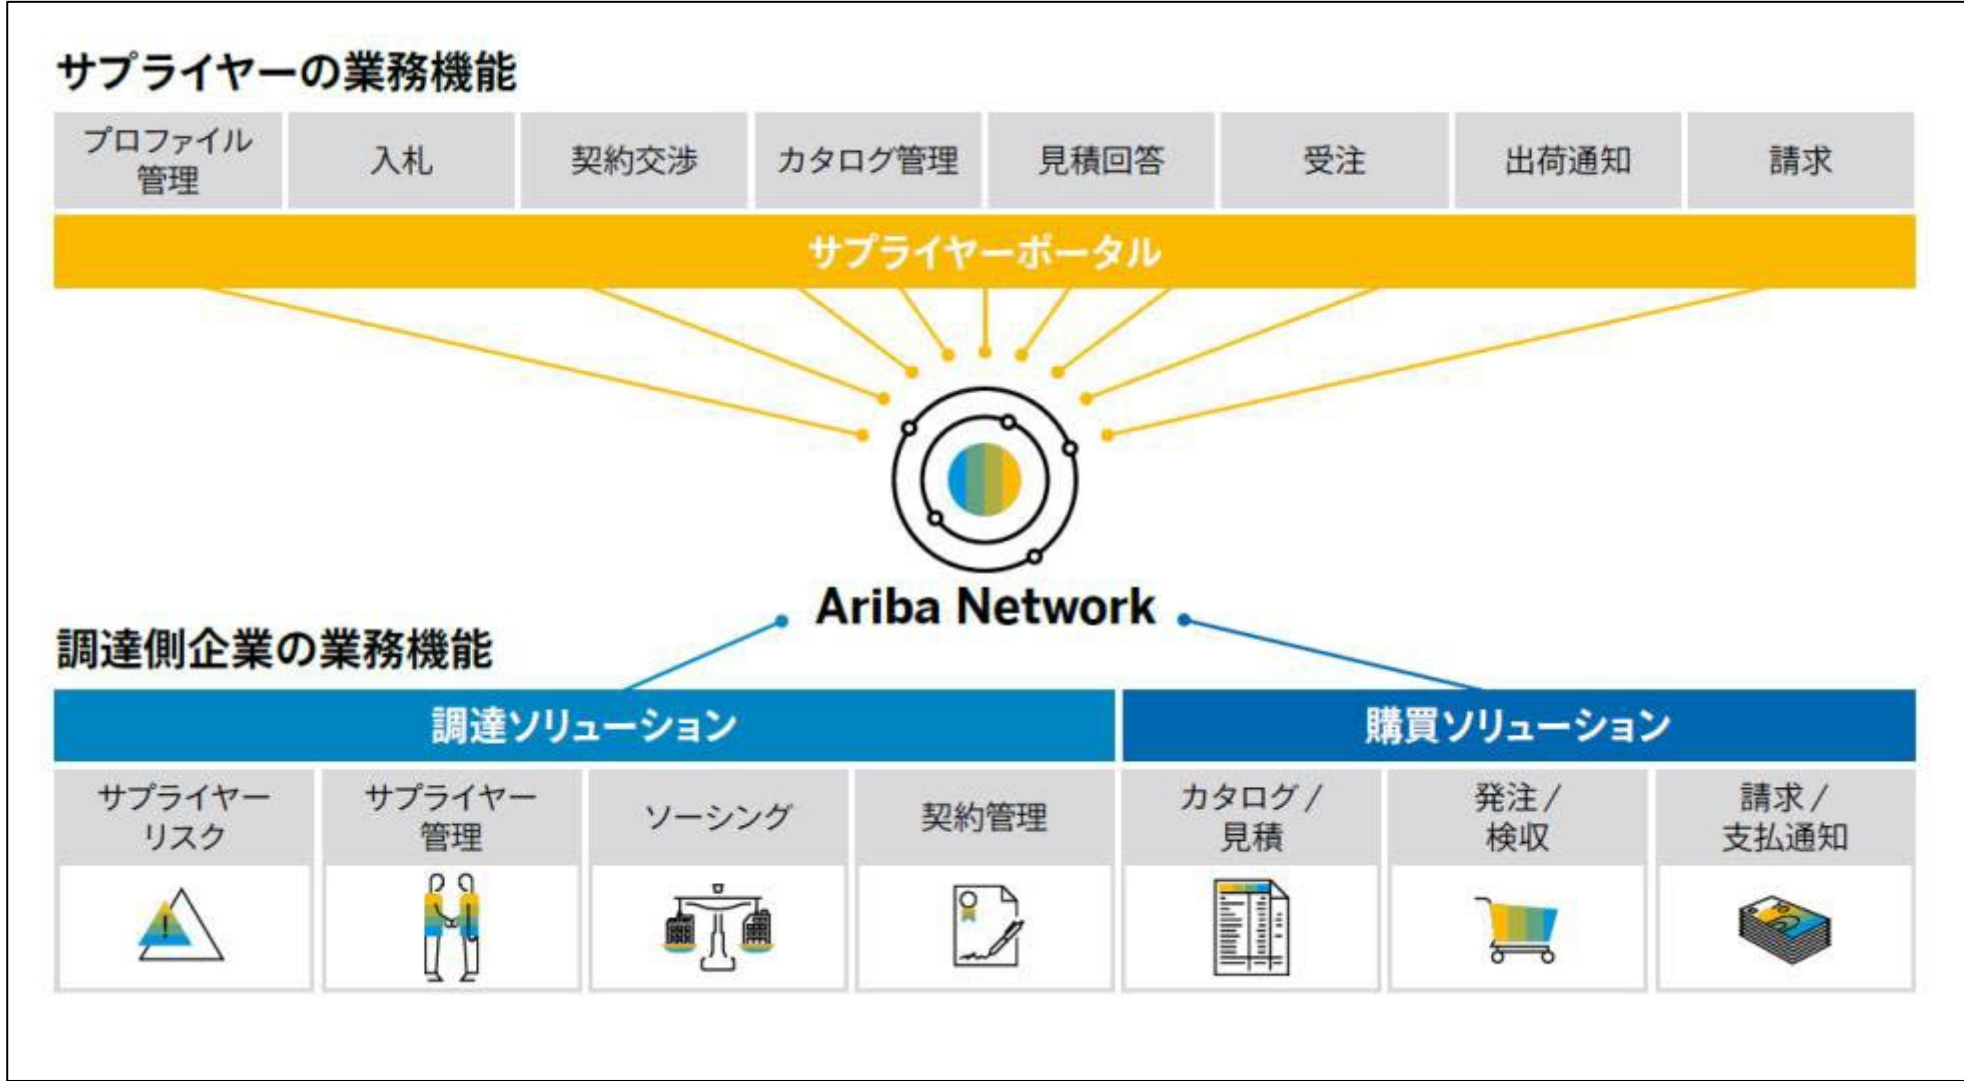 サプライヤーの業務機能
プロファイル
管理
入札
契約交渉
カタログ管理
見積回答
受注
出荷通知
請求
サプライヤーポータル
Ariba Network
調達側企業の業務機能
調達ソリューション
購買ソリューション
サプライヤー
リスク
サプライヤー
管理
ソーシング
契約管理
カタログ /
見積
発注 /
検収
請求 /
支払通知